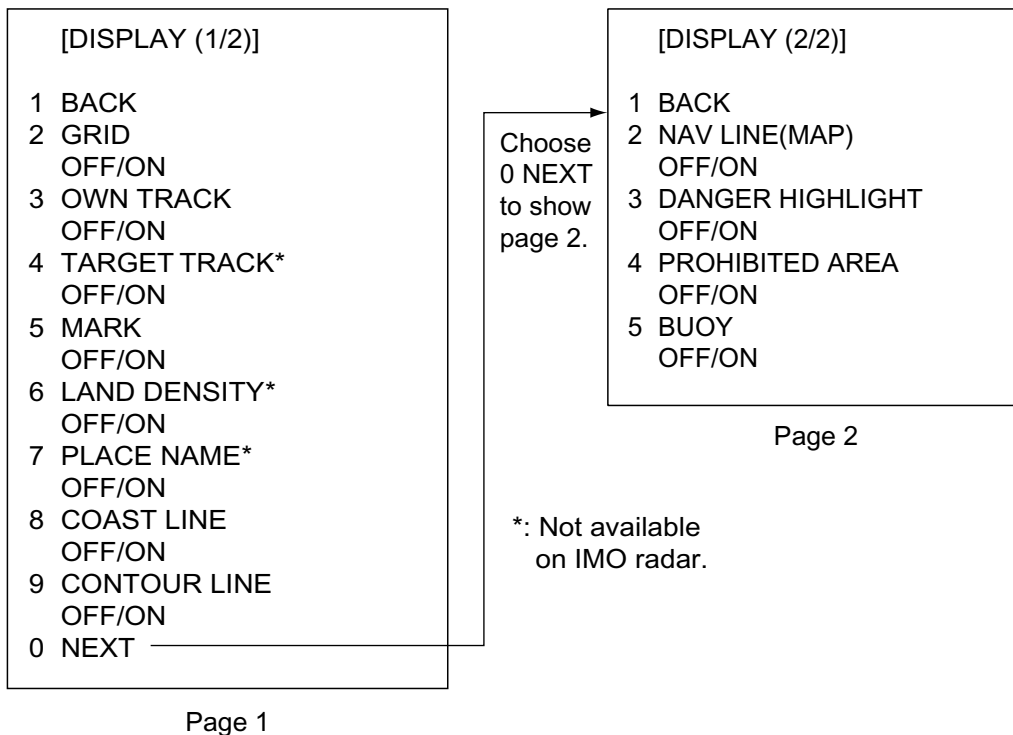 [DISPLAY (1/2)]
1 BACK
2 GRID
OFF/ON
3 OWN TRACK
OFF/ON
4 TARGET TRACK*
OFF/ON
5 MARK
OFF/ON
6 LAND DENSITY*
OFF/ON
7 PLACE NAME*
OFF/ON
8 COAST LINE
OFF/ON
9 CONTOUR LINE
OFF/ON
0 NEXT
Page 1
Choose
0 NEXT
to show
page 2.
[DISPLAY (2/2)]
1 BACK
2 NAV LINE(MAP)
OFF/ON
3 DANGER HIGHLIGHT
OFF/ON
4 PROHIBITED AREA
OFF/ON
5 BUOY
OFF/ON
Page 2
*: Not available
on IMO radar.